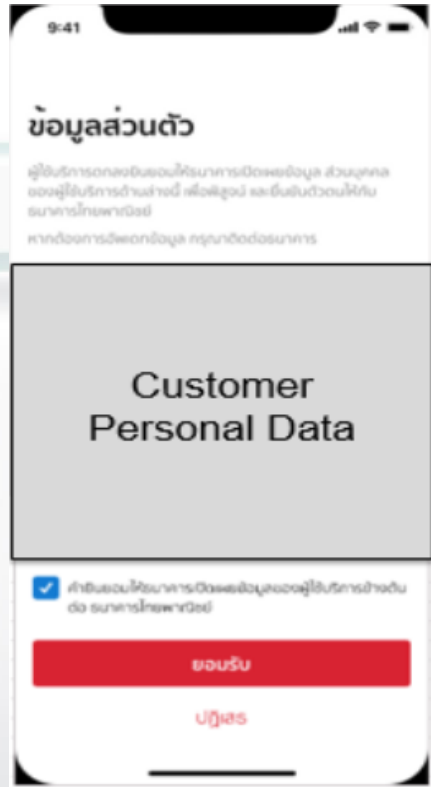 9:41
ข้อมูลส่วนตัว
ผู้ใช้บริการตกลงยินยอมให้ธนาคารเปิดเผยข้อมูล ส่วนบุคคล
ของผู้ใช้บริการด้านล่างนี้ เพื่อพิสูจน์ และยืนยันตัวตนให้กับ
ธนาคารไทยพาณิชย์
หากต้องการอัพเดทข้อมูล กรุณาติดต่อธนาคาร
Customer
Personal Data
คำยินยอมให้ธนาคารเปิดเผยข้อมูลของผู้ใช้บริการข้างต้น
ต่อ ธนาคารไทยพาณิชย์
ยอมรับ
ปฏิเสธ